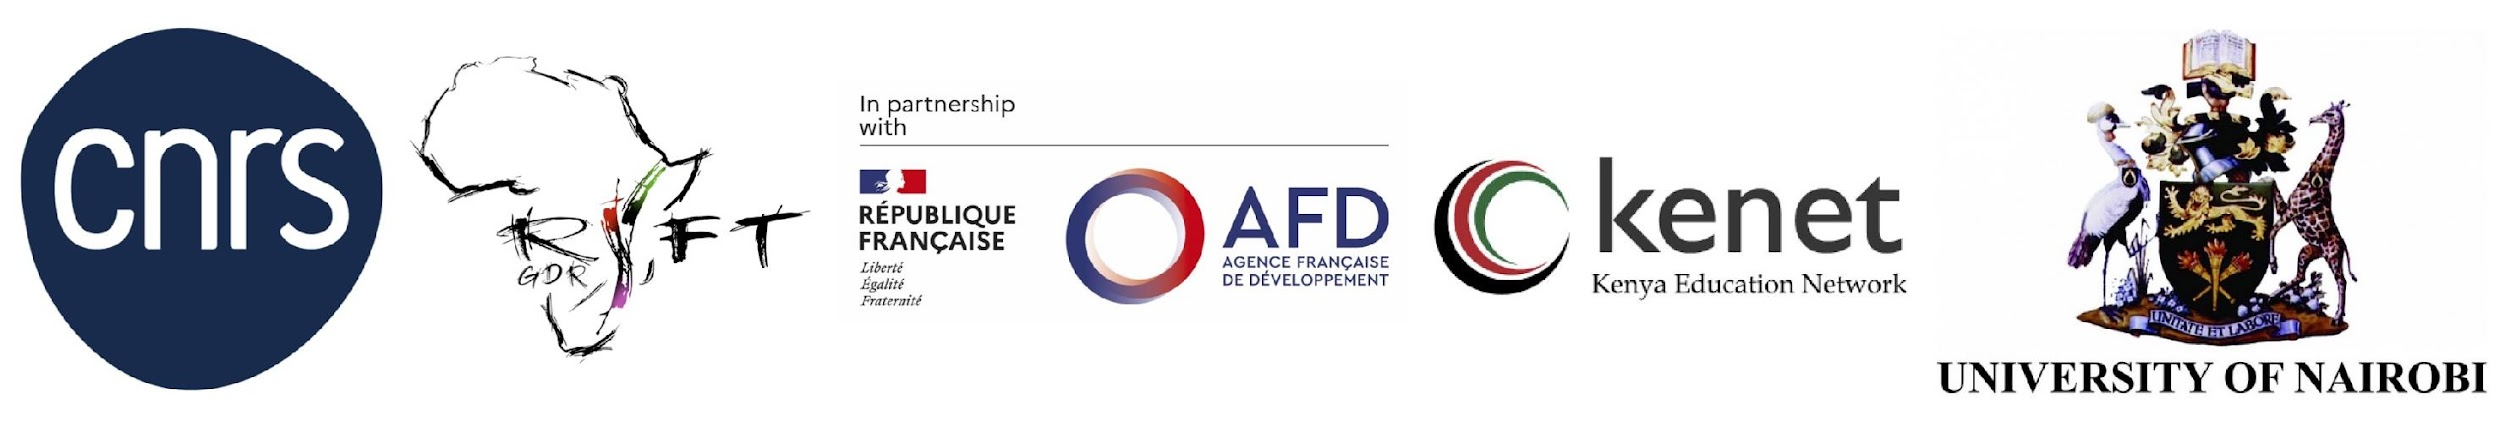 cnrs
RIFT
GDR
In partnership
with
RÉPUBLIQUE
FRANÇAISE
Liberté
Égalité
Fraternité
AFD
AGENCE FRANÇAISE
DE DÉVELOPPEMENT
kenet
Kenya Education Network
UNITATE ET LABORE
UNIVERSITY OF NAIROBI